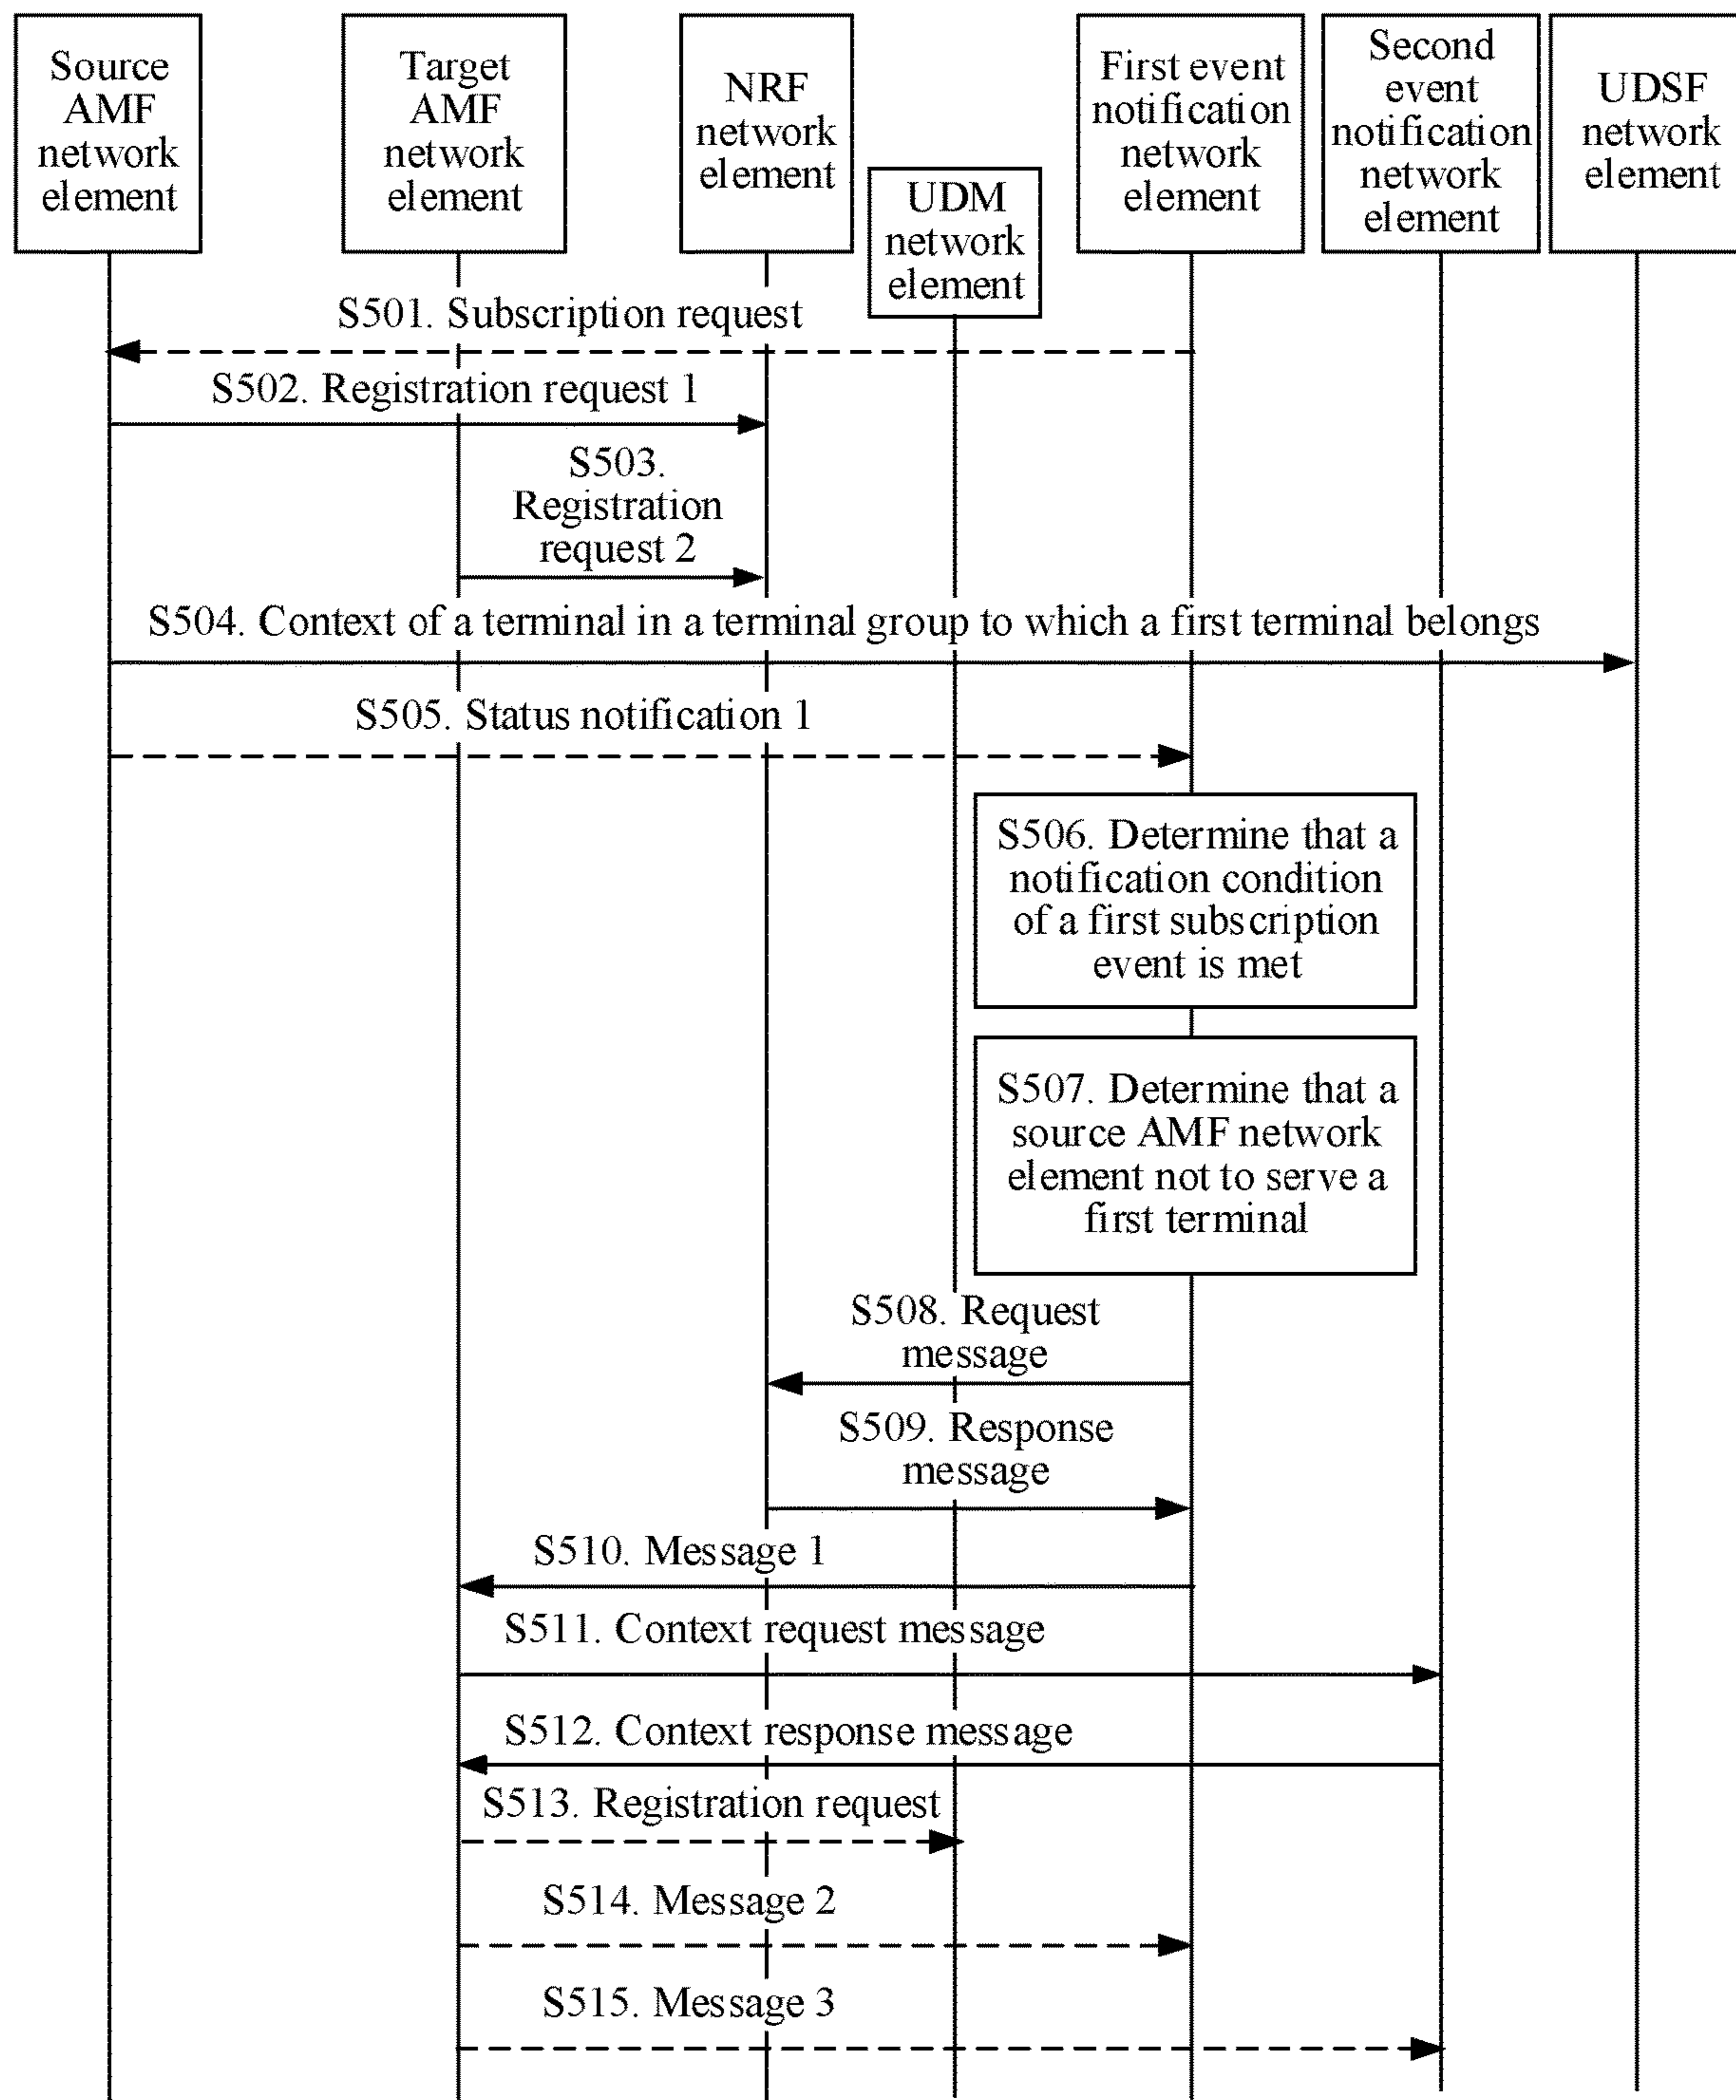 Source
AMF
network
element
Target
AMF
network
element
NRF
network
element
UDM
network
element
First event
notification
network
element
Second
event
notification
network
element
UDSF
network
element
S501. Subscription request
S502. Registration request 1
S503.
Registration
request 2
S504. Context of a terminal in a terminal group to which a first terminal belongs
S505. Status notification 1
S506. Determine that a
notification condition
of a first subscription
event is met
S507. Determine that a
source AMF network
element not to serve a
first terminal
S508. Request
message
S509. Response
message
S510. Message 1
S511. Context request message
S512. Context response message
S513. Registration request
S514. Message 2
S515. Message 3